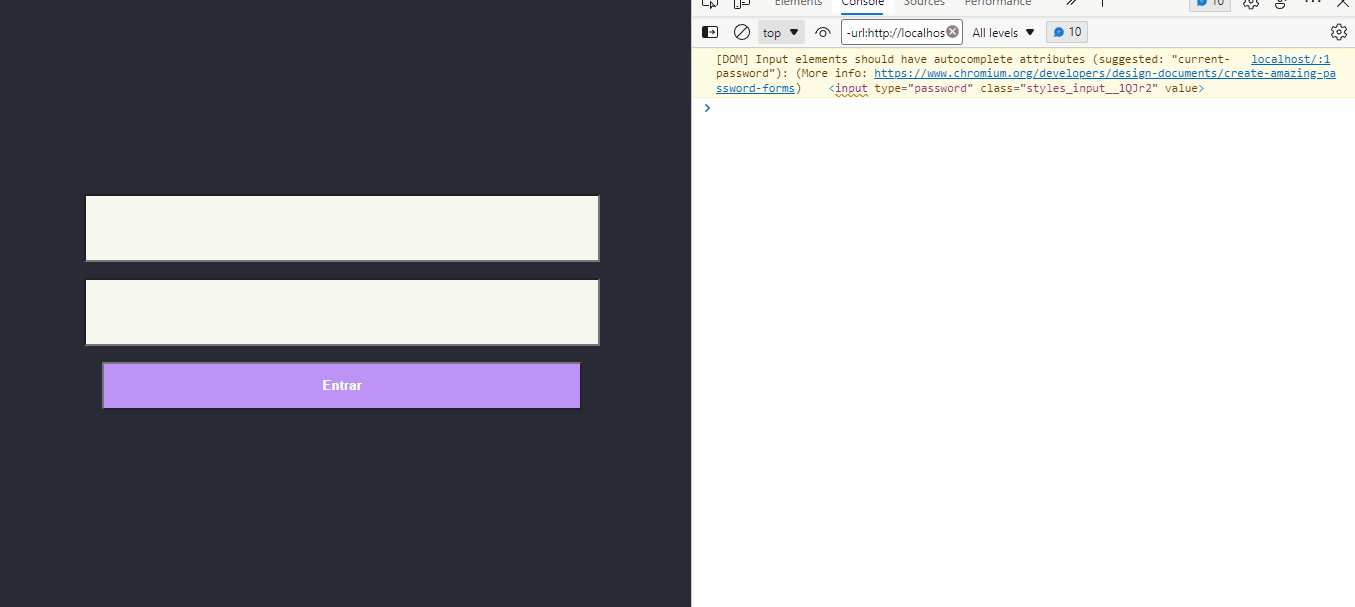 Elements Console Sources Performance 10
top -url:http://localhos All levels 10
[DOM] Input elements should have autocomplete attributes (suggested: "current- localhost/:1
password"): (More info: https://www.chromium.org/developers/design-documents/create-amazing-pa
ssword-forms) <input type="password" class="styles_input__1QJr2" value>
Entrar